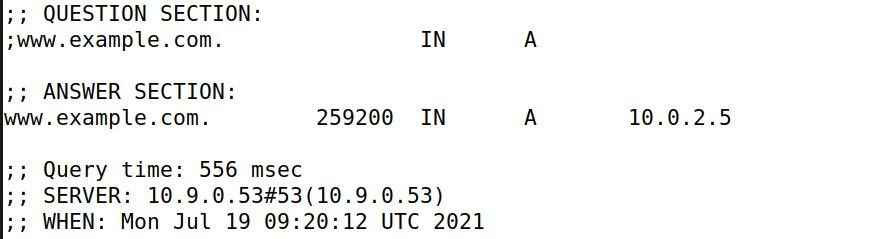 ;; QUESTION SECTION:
;www.example.com.               IN      A
;; ANSWER SECTION:
www.example.com.        259200  IN      A       10.0.2.5
;; Query time: 556 msec
;; SERVER: 10.9.0.53#53(10.9.0.53)
;; WHEN: Mon Jul 19 09:20:12 UTC 2021